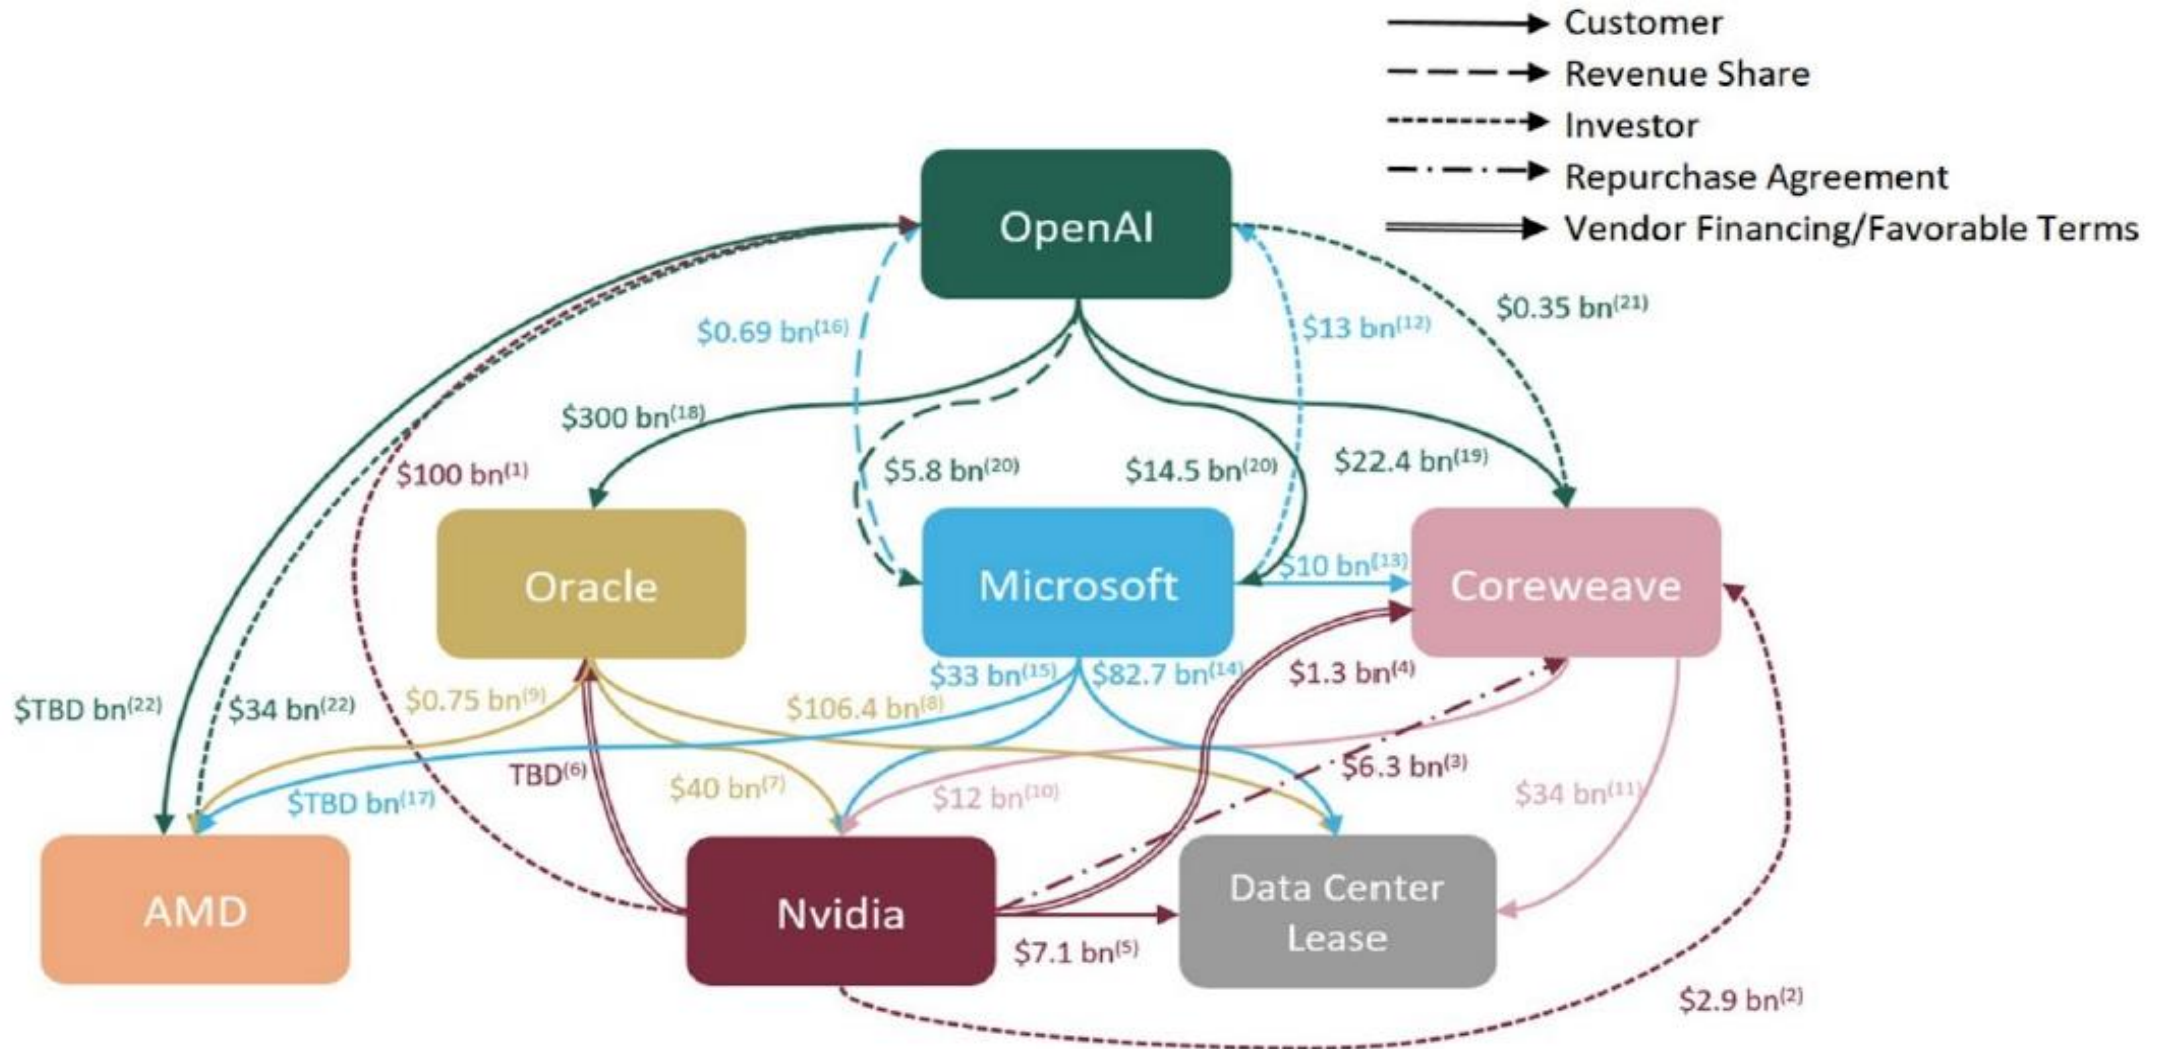 Customer
Revenue Share
Investor
Repurchase Agreement
Vendor Financing/Favorable Terms
OpenAI
$0.35 bn(21)
$0.69 bn(16)
$13 bn(12)
$300 bn(18)
$100 bn(1)
$5.8 bn(20)
$14.5 bn(20)
$22.4 bn(19)
Oracle
Microsoft
$10 bn(13)
Coreweave
$TBD bn(22)
$34 bn(22)
$0.75 bn(9)
$106.4 bn(8)
$33 bn(15)
$82.7 bn(14)
$1.3 bn(4)
TBD(6)
$40 bn(7)
$12 bn(10)
$6.3 bn(3)
$34 bn(11)
$TBD bn(17)
AMD
Nvidia
Data Center
Lease
$7.1 bn(5)
$2.9 bn(2)